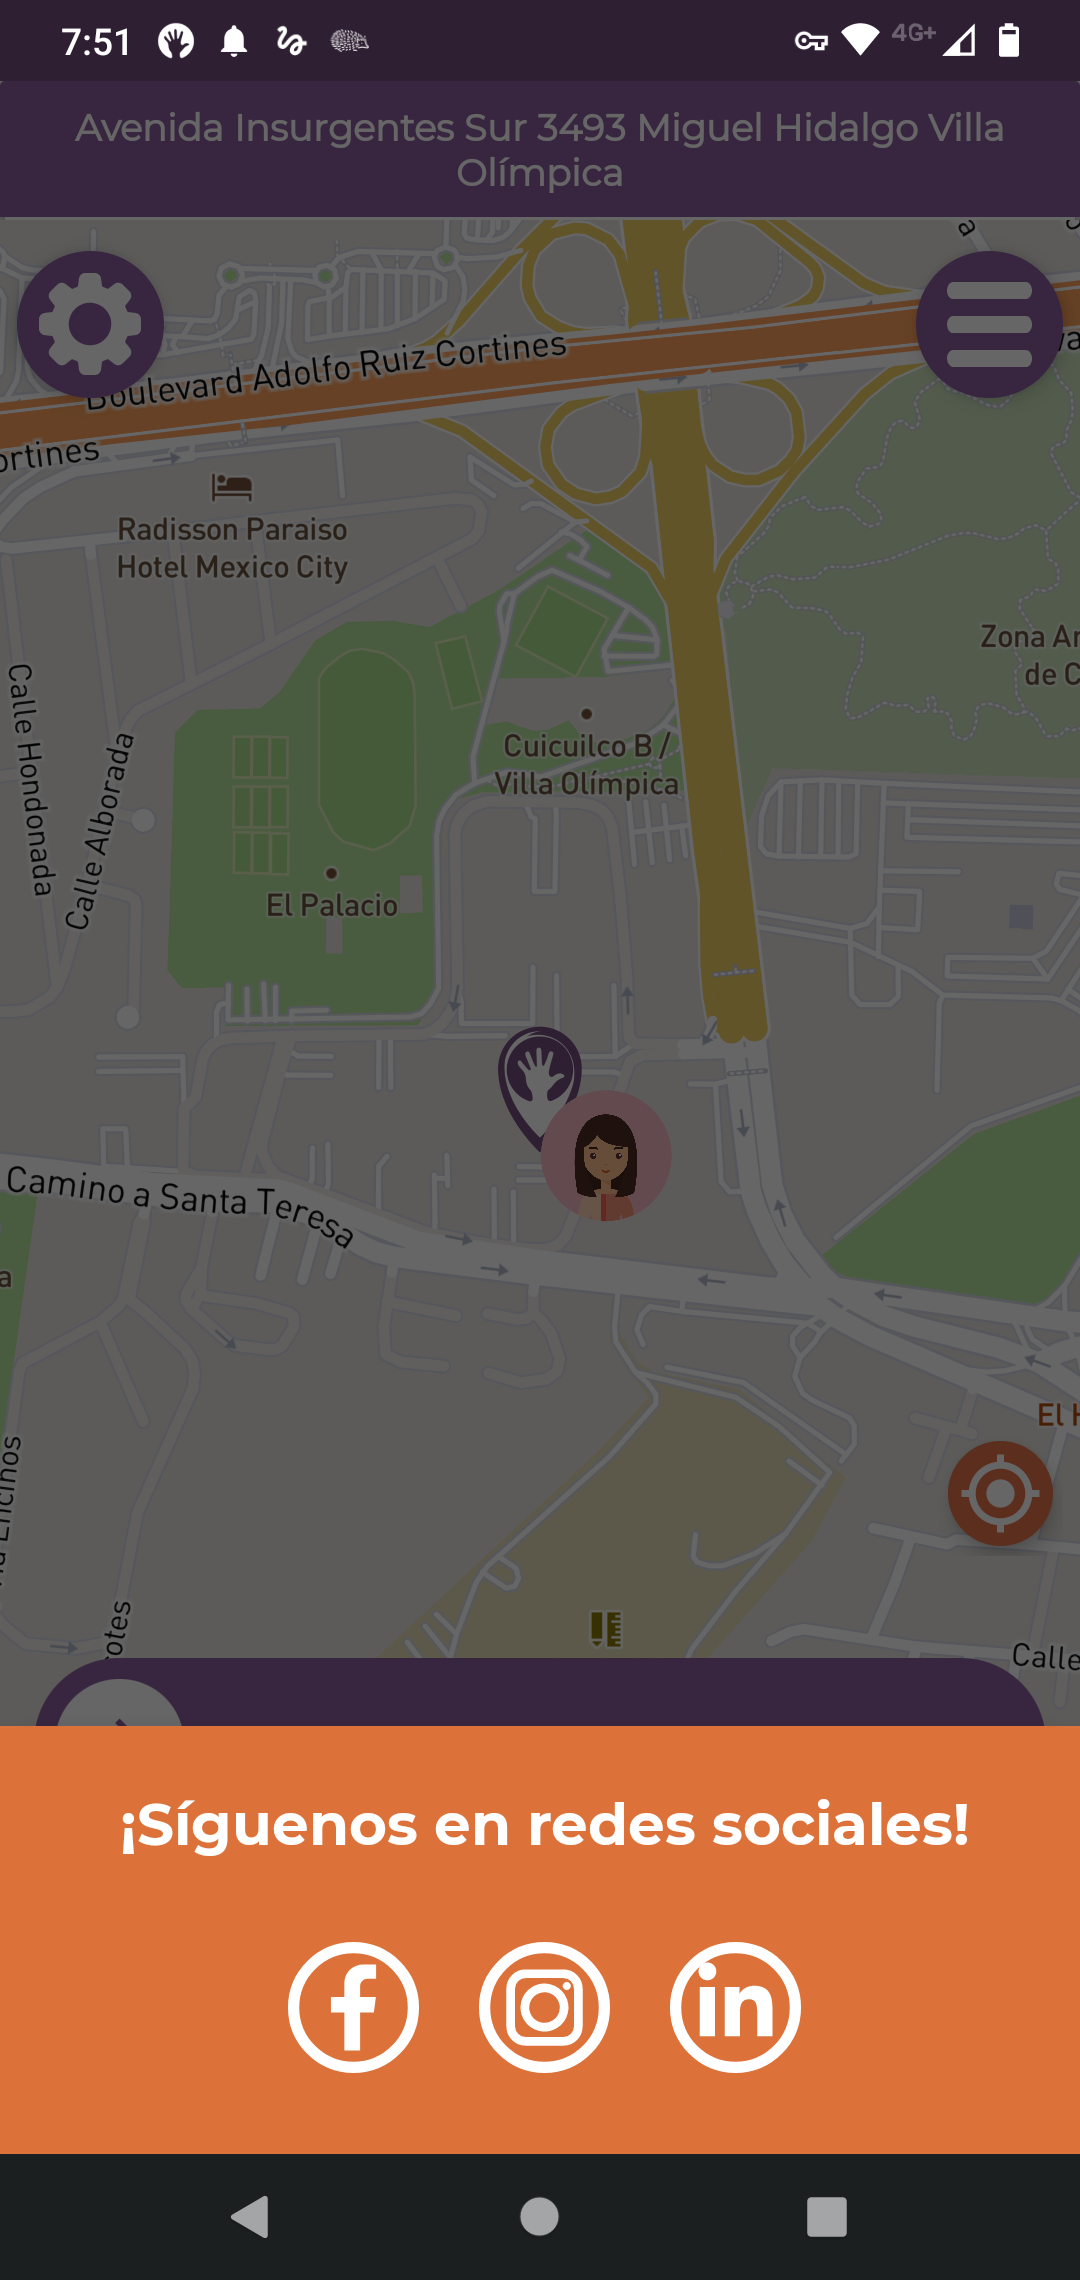 7:51
4G+
Avenida Insurgentes Sur 3493 Miguel Hidalgo Villa
Olímpica
Boulevard Adolfo Ruiz Cortines
ortines
Radisson Paraiso
Hotel Mexico City
Zona Ar
de C
Calle Hondonada
Calle Alborada
Cuicuilco B /
Villa Olímpica
El Palacio
Camino a Santa Teresa
a
El H
Encinos
otes
Calle
¡Síguenos en redes sociales!
f
in